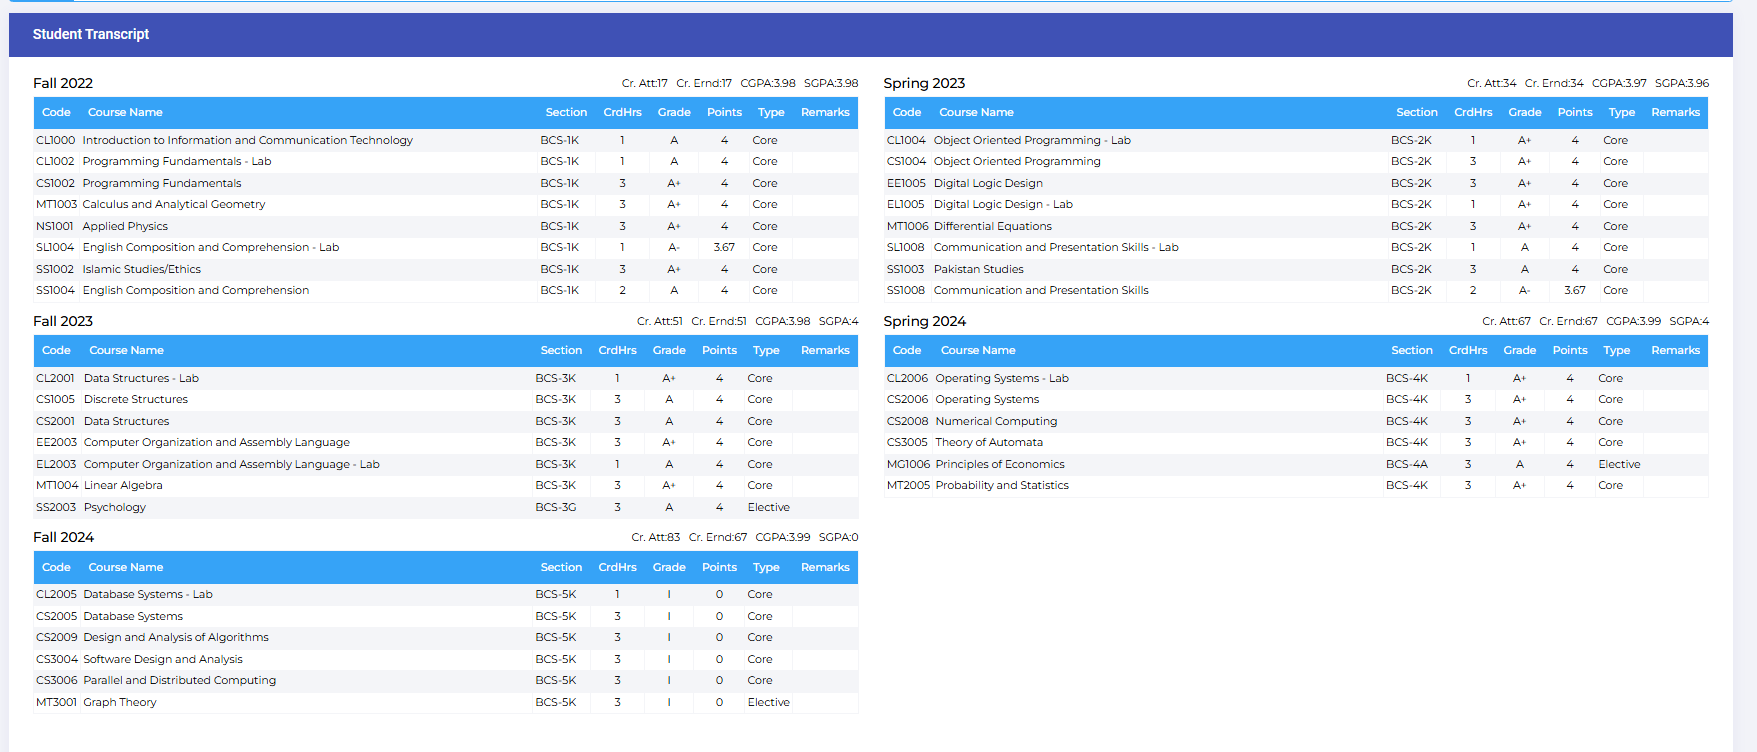 Student Transcript
Fall 2022 Cr. Att:17 Cr. Ernd:17 CGPA:3.98 SGPA:3.98
Code Course Name Section CrdHrs Grade Points Type Remarks
CL1000 Introduction to Information and Communication Technology BCS-1K 1 A 4 Core
CL1002 Programming Fundamentals - Lab BCS-1K 1 A 4 Core
CS1002 Programming Fundamentals BCS-1K 3 A+ 4 Core
MT1003 Calculus and Analytical Geometry BCS-1K 3 A+ 4 Core
NS1001 Applied Physics BCS-1K 3 A+ 4 Core
SL1004 English Composition and Comprehension - Lab BCS-1K 1 A- 3.67 Core
SS1002 Islamic Studies/Ethics BCS-1K 3 A+ 4 Core
SS1004 English Composition and Comprehension BCS-1K 2 A 4 Core
Spring 2023 Cr. Att:34 Cr. Ernd:34 CGPA:3.97 SGPA:3.96
Code Course Name Section CrdHrs Grade Points Type Remarks
CL1004 Object Oriented Programming - Lab BCS-2K 1 A+ 4 Core
CS1004 Object Oriented Programming BCS-2K 3 A+ 4 Core
EE1005 Digital Logic Design BCS-2K 3 A+ 4 Core
EL1005 Digital Logic Design - Lab BCS-2K 1 A+ 4 Core
MT1006 Differential Equations BCS-2K 3 A+ 4 Core
SL1008 Communication and Presentation Skills - Lab BCS-2K 1 A 4 Core
SS1003 Pakistan Studies BCS-2K 3 A 4 Core
SS1008 Communication and Presentation Skills BCS-2K 2 A- 3.67 Core
Fall 2023 Cr. Att:51 Cr. Ernd:51 CGPA:3.98 SGPA:4
Code Course Name Section CrdHrs Grade Points Type Remarks
CL2001 Data Structures - Lab BCS-3K 1 A+ 4 Core
CS1005 Discrete Structures BCS-3K 3 A 4 Core
CS2001 Data Structures BCS-3K 3 A 4 Core
EE2003 Computer Organization and Assembly Language BCS-3K 3 A+ 4 Core
EL2003 Computer Organization and Assembly Language - Lab BCS-3K 1 A 4 Core
MT1004 Linear Algebra BCS-3K 3 A+ 4 Core
SS2003 Psychology BCS-3G 3 A 4 Elective
Spring 2024 Cr. Att:67 Cr. Ernd:67 CGPA:3.99 SGPA:4
Code Course Name Section CrdHrs Grade Points Type Remarks
CL2006 Operating Systems - Lab BCS-4K 1 A+ 4 Core
CS2006 Operating Systems BCS-4K 3 A+ 4 Core
CS2008 Numerical Computing BCS-4K 3 A+ 4 Core
CS3005 Theory of Automata BCS-4K 3 A+ 4 Core
MG1006 Principles of Economics BCS-4A 3 A 4 Elective
MT2005 Probability and Statistics BCS-4K 3 A+ 4 Core
Fall 2024 Cr. Att:83 Cr. Ernd:67 CGPA:3.99 SGPA:0
Code Course Name Section CrdHrs Grade Points Type Remarks
CL2005 Database Systems - Lab BCS-5K 1 I 0 Core
CS2005 Database Systems BCS-5K 3 I 0 Core
CS2009 Design and Analysis of Algorithms BCS-5K 3 I 0 Core
CS3004 Software Design and Analysis BCS-5K 3 I 0 Core
CS3006 Parallel and Distributed Computing BCS-5K 3 I 0 Core
MT3001 Graph Theory BCS-5K 3 I 0 Elective